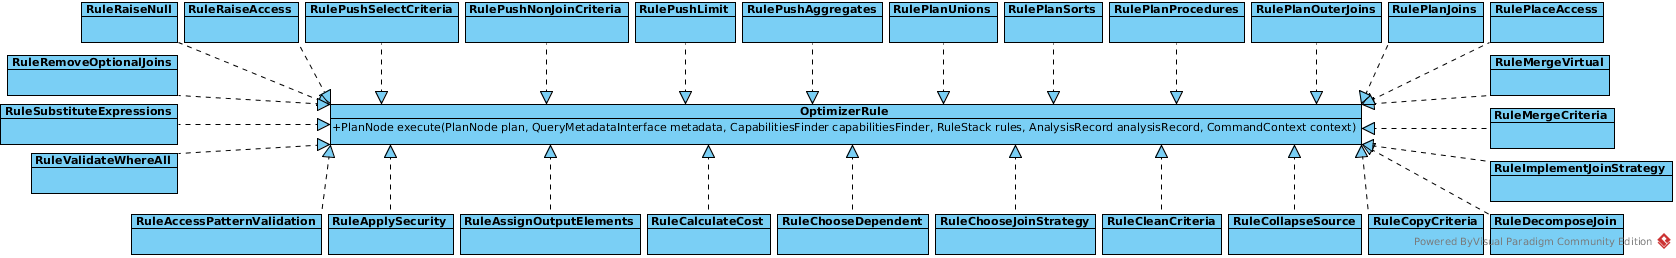 RuleRaiseNull
RuleRaiseAccess
RulePushSelectCriteria
RulePushNonJoinCriteria
RulePushLimit
RulePushAggregates
RulePlanUnions
RulePlanSorts
RulePlanProcedures
RulePlanOuterJoins
RulePlanJoins
RulePlaceAccess
RuleRemoveOptionalJoins
RuleMergeVirtual
RuleSubstituteExpressions
OptimizerRule
+PlanNode execute(PlanNode plan, QueryMetadataInterface metadata, CapabilitiesFinder capabilitiesFinder, RuleStack rules, AnalysisRecord analysisRecord, CommandContext context)
RuleMergeCriteria
RuleValidateWhereAll
RuleImplementJoinStrategy
RuleAccessPatternValidation
RuleApplySecurity
RuleAssignOutputElements
RuleCalculateCost
RuleChooseDependent
RuleChooseJoinStrategy
RuleCleanCriteria
RuleCollapseSource
RuleCopyCriteria
RuleDecomposeJoin
Powered ByVisual Paradigm Community Edition